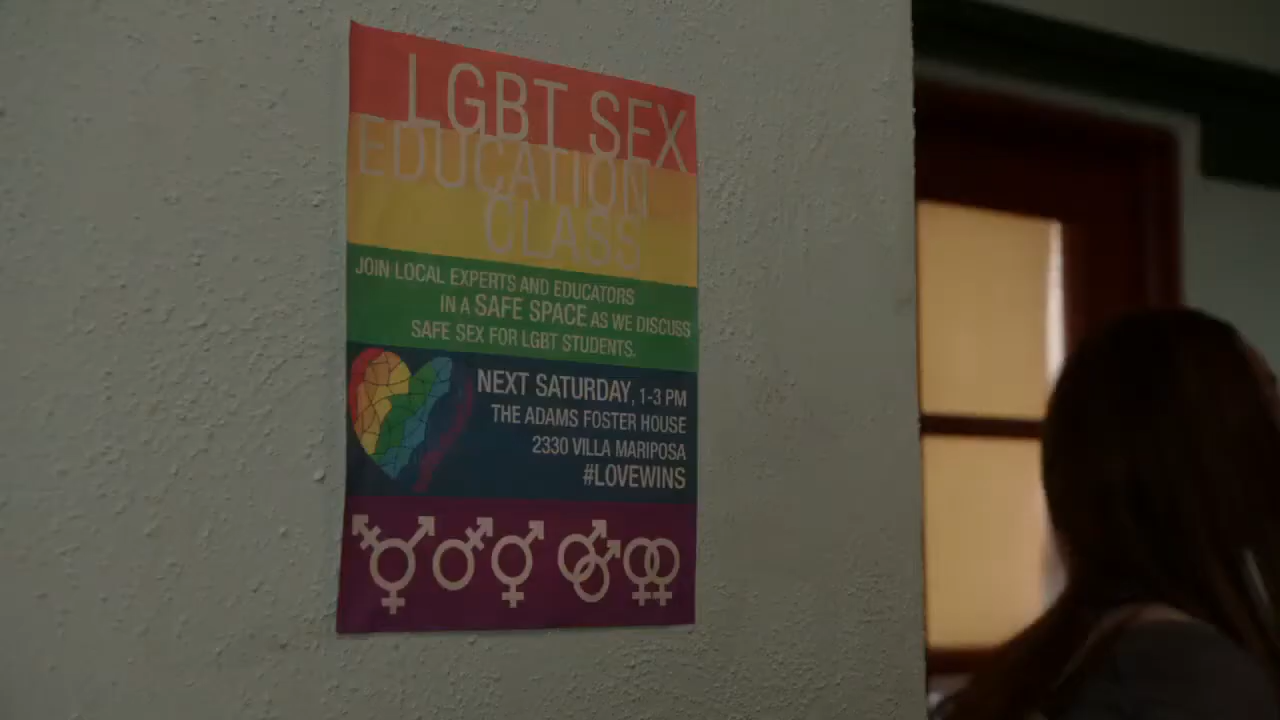 LGBT SEX
EDUCATION
CLASS
JOIN LOCAL EXPERTS AND EDUCATORS
IN A SAFE SPACE AS WE DISCUSS
SAFE SEX FOR LGBT STUDENTS.
NEXT SATURDAY, 1-3 PM
THE ADAMS FOSTER HOUSE
2330 VILLA MARIPOSA
#LOVEWINS